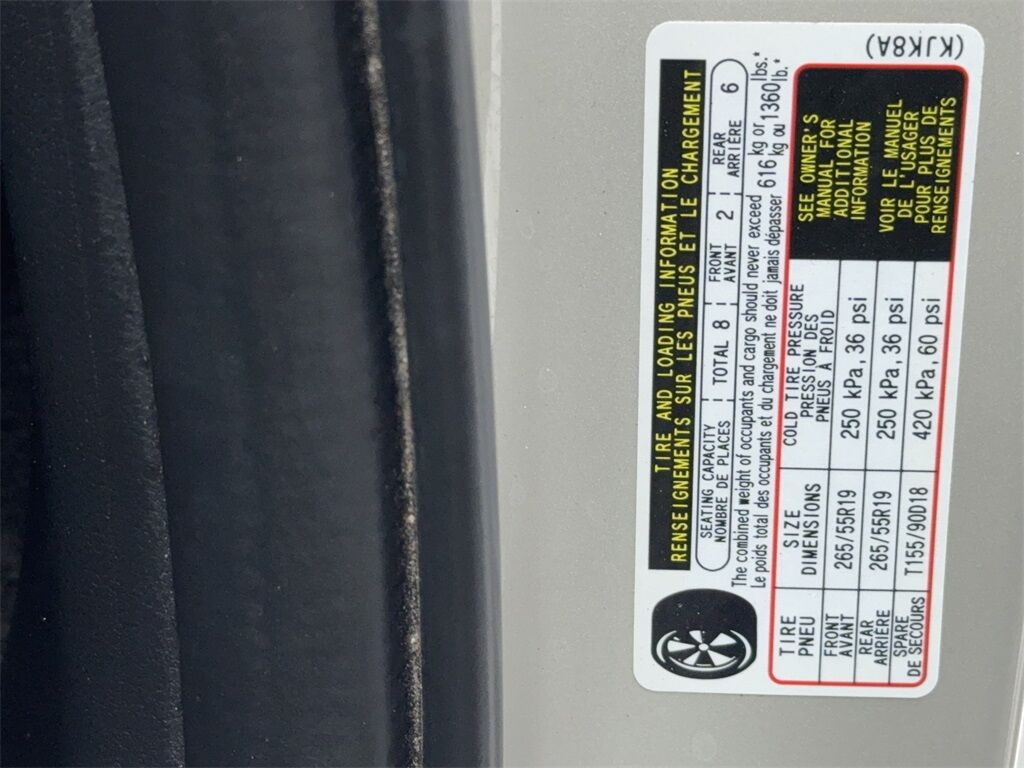 TIRE AND LOADING INFORMATION
RENSEIGNEMENTS SUR LES PNEUS ET LE CHARGEMENT
SEATING CAPACITY
NOMBRE DE PLACES
TOTAL 8
FRONT
AVANT
2
REAR
ARRIÈRE
6
The combined weight of occupants and cargo should never exceed 616 kg or 1360 lbs.*
Le poids total des occupants et du chargement ne doit jamais dépasser 616 kg ou 1360 lb.*
TIRE
PNEU
SIZE
DIMENSIONS
COLD TIRE PRESSURE
PRESSION DES
PNEUS À FROID
FRONT
AVANT
265/55R19
250 kPa, 36 psi
REAR
ARRIÈRE
265/55R19
250 kPa, 36 psi
SPARE
DE SECOURS
T155/90D18
420 kPa, 60 psi
SEE OWNER'S
MANUAL FOR
ADDITIONAL
INFORMATION
VOIR LE MANUEL
DE L'USAGER
POUR PLUS DE
RENSEIGNEMENTS
(KJK8A)